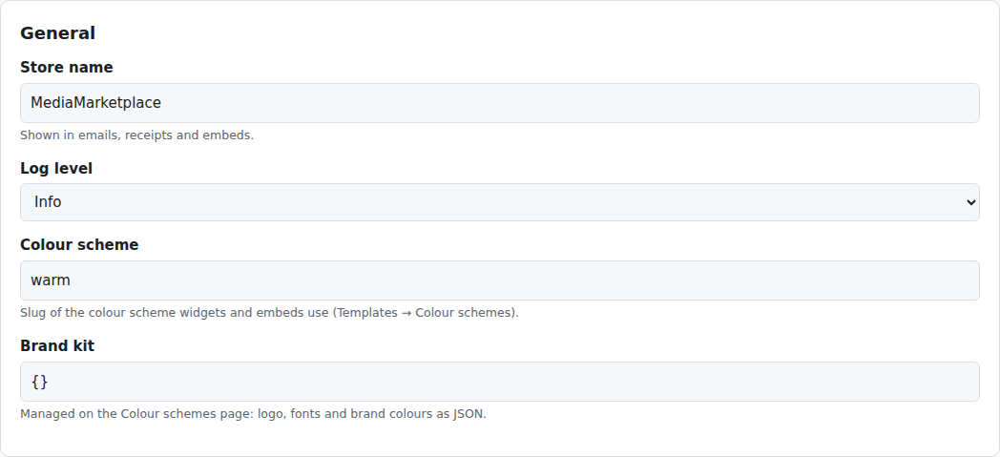 General
Store name
MediaMarketplace
Shown in emails, receipts and embeds.
Log level
Info
Colour scheme
warm
Slug of the colour scheme widgets and embeds use (Templates → Colour schemes).
Brand kit
{}
Managed on the Colour schemes page: logo, fonts and brand colours as JSON.